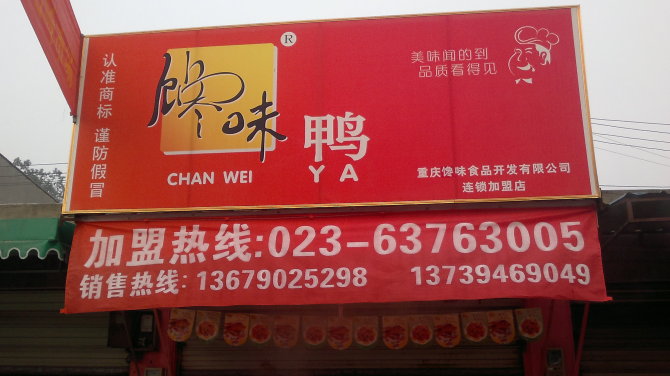 认准商标 谨防假冒
馋味
®
CHAN WEI
鸭
YA
美味闻的到
品质看得见
重庆馋味食品开发有限公司
连锁加盟店
加盟热线:023-63763005
销售热线: 13679025298 13739469049